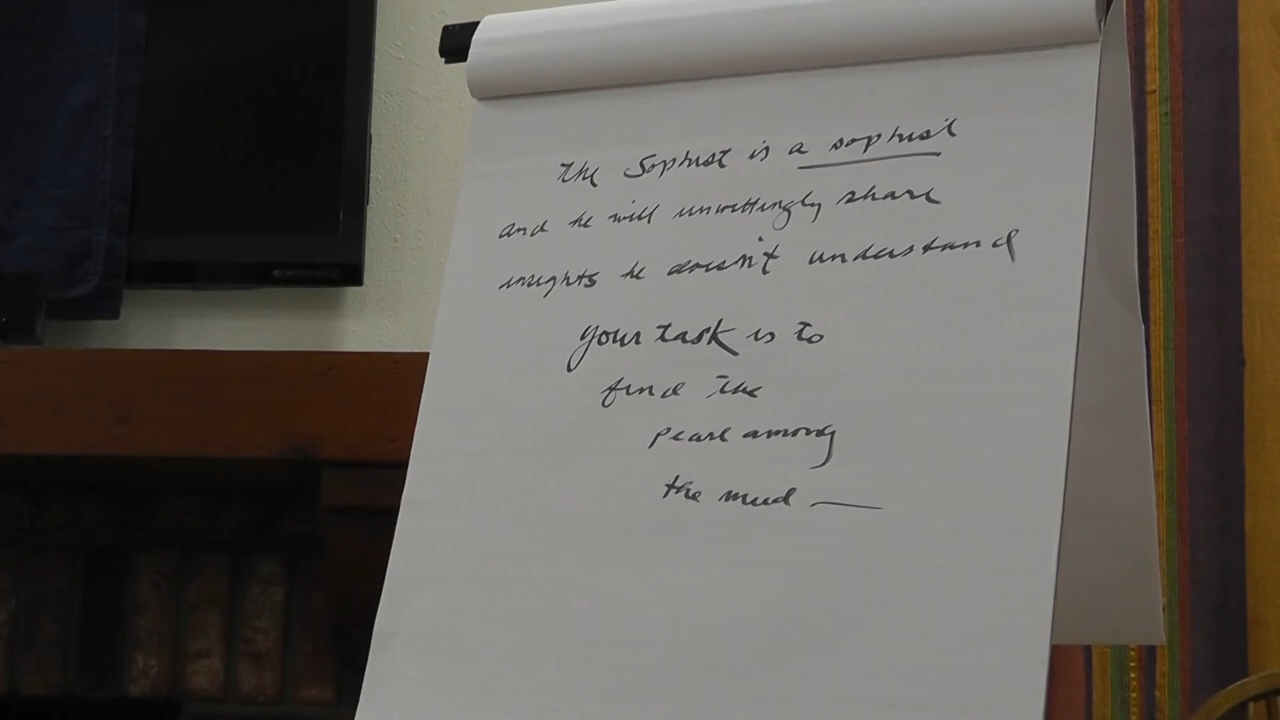 The Sophist is a sophist
and he will unwittingly share
insights he doesn't understand
your task is to
find the
pearl among
the mud —